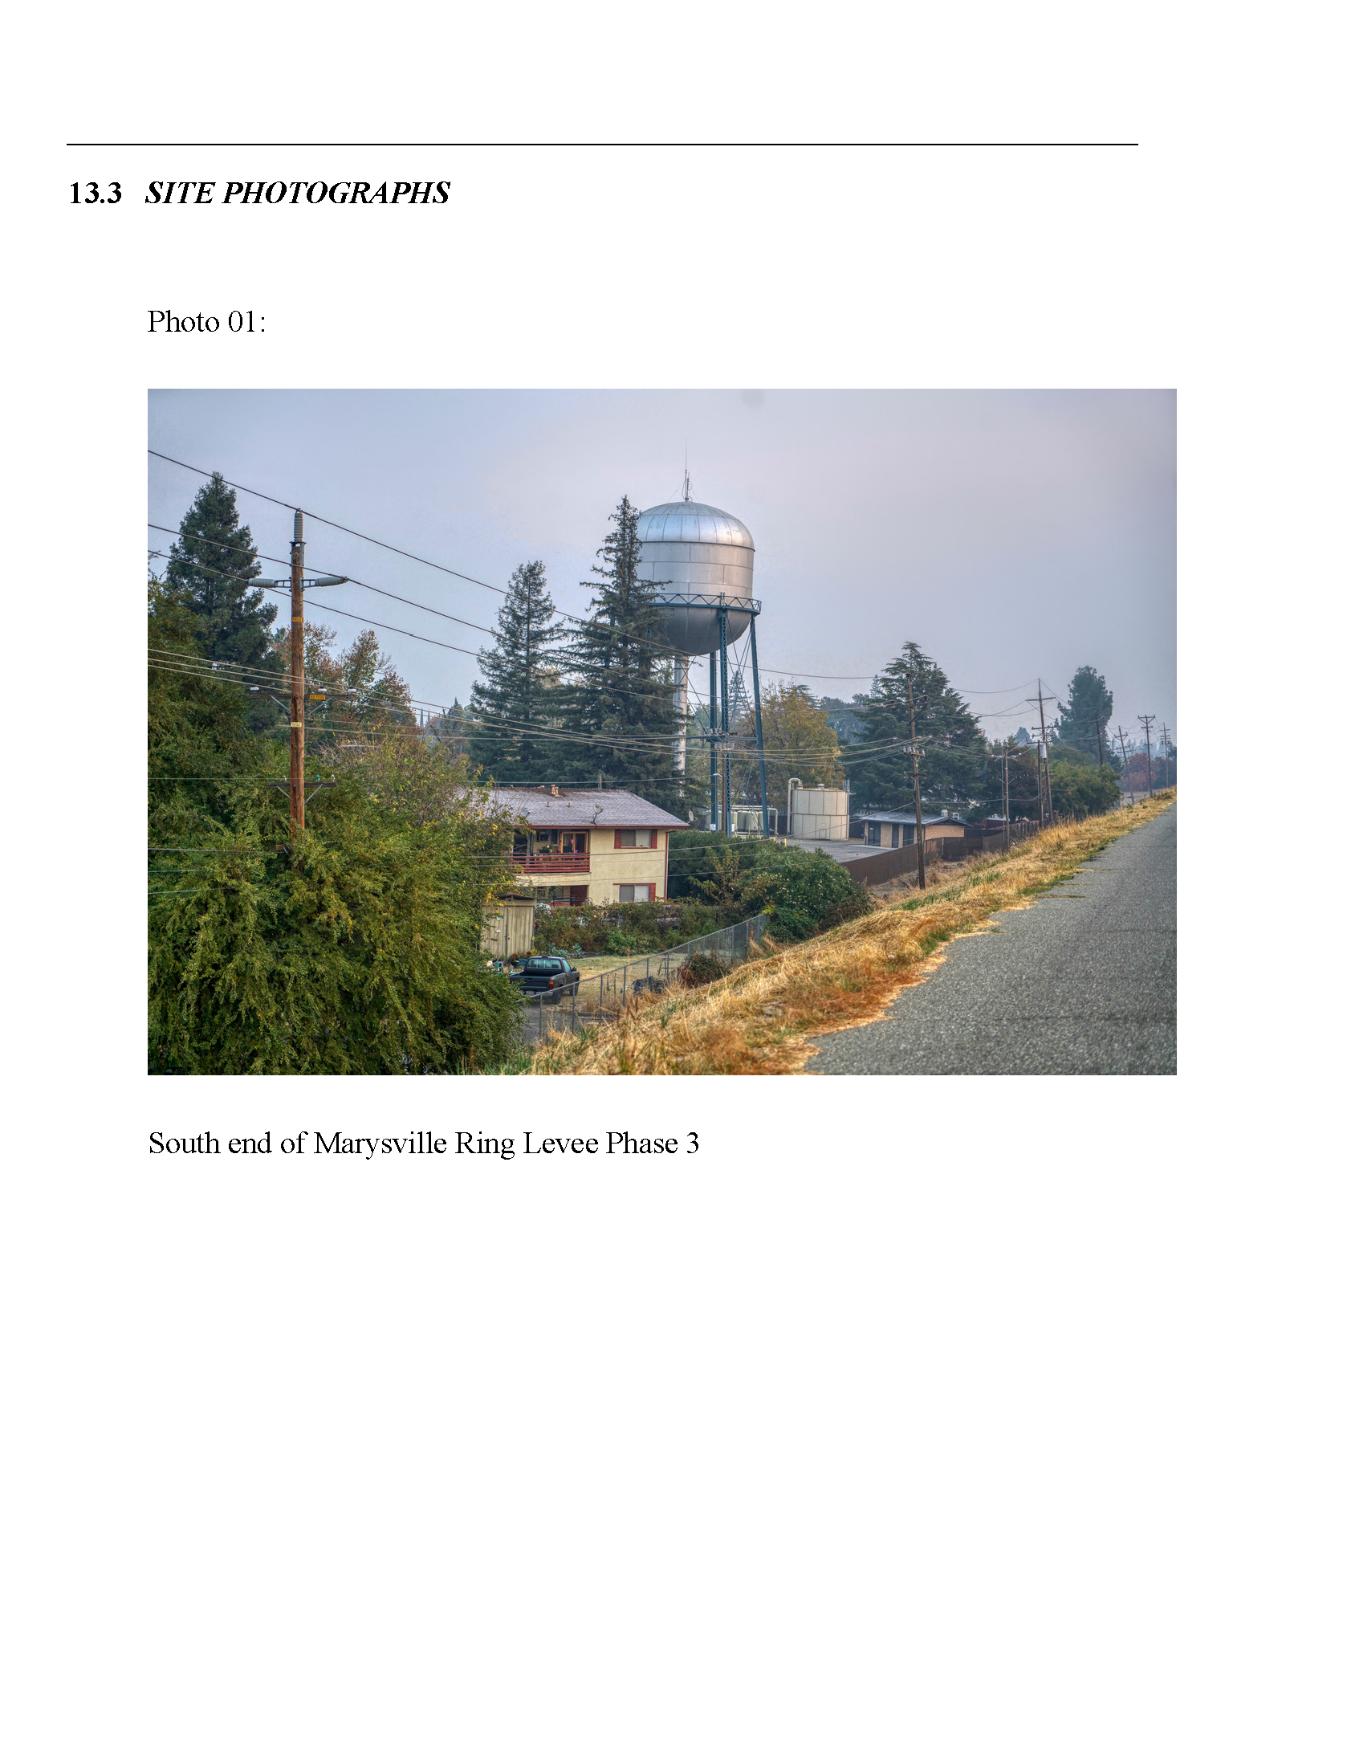 13.3 SITE PHOTOGRAPHS
Photo 01:
South end of Marysville Ring Levee Phase 3